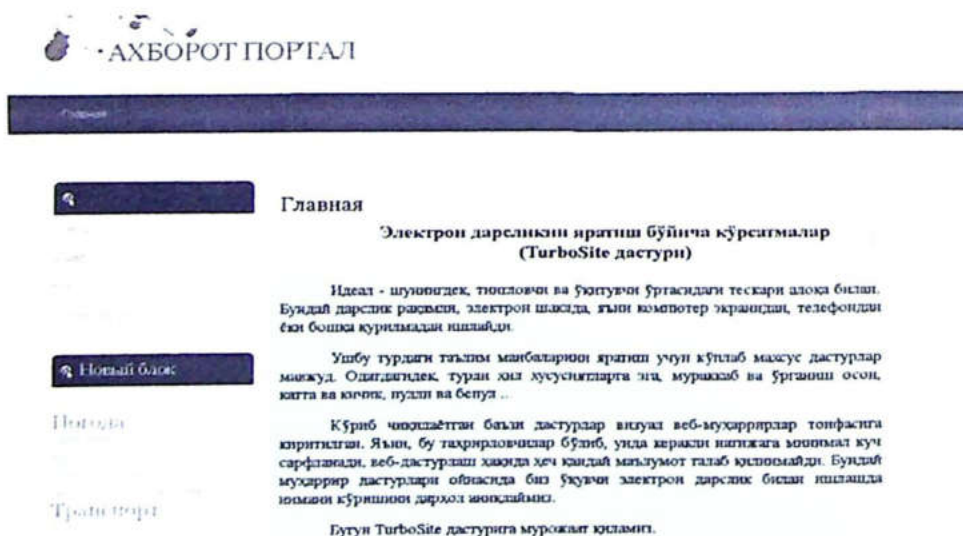 АХБОРОТ ПОРТАЛ
Главная
Главная
Электрон дарсликни яратиш бўйича кўрсатмалар
(TurboSite дастури)
Идеал - шунингдек, тингловчи ва ўқитувчи ўртасидаги тескари алоқа билан.
Бундай дарслик рақамли, электрон шаклда, яъни компютер экранидан, телефондан
ёки бошқа қурилмадан ишлайди.
Ушбу турдаги таълим манбаларини яратиш учун кўплаб махсус дастурлар
мавжуд. Одатдагидек, турли хил хусусиятларга эга, мураккаб ва ўрганиш осон,
катта ва кичик, пулли ва бепул ...
Кўриб чиқилаётган баъзи дастурлар визуал веб-муҳаррирлар тоифасига
киритилган. Яъни, бу таҳрирловчилар бўлиб, унда керакли натижага минимал куч
сарфланади, веб-дастурлаш ҳақида ҳеч қандай маълумот талаб қилинмайди. Бундай
муҳаррир дастурлари ойнасида биз ўқувчи электрон дарслик билан ишлашда
нимани кўришини дарҳол аниқлаймиз.
Бугун TurboSite дастурига мурожаат қиламиз.
Новый блок
Погода
Транспорт